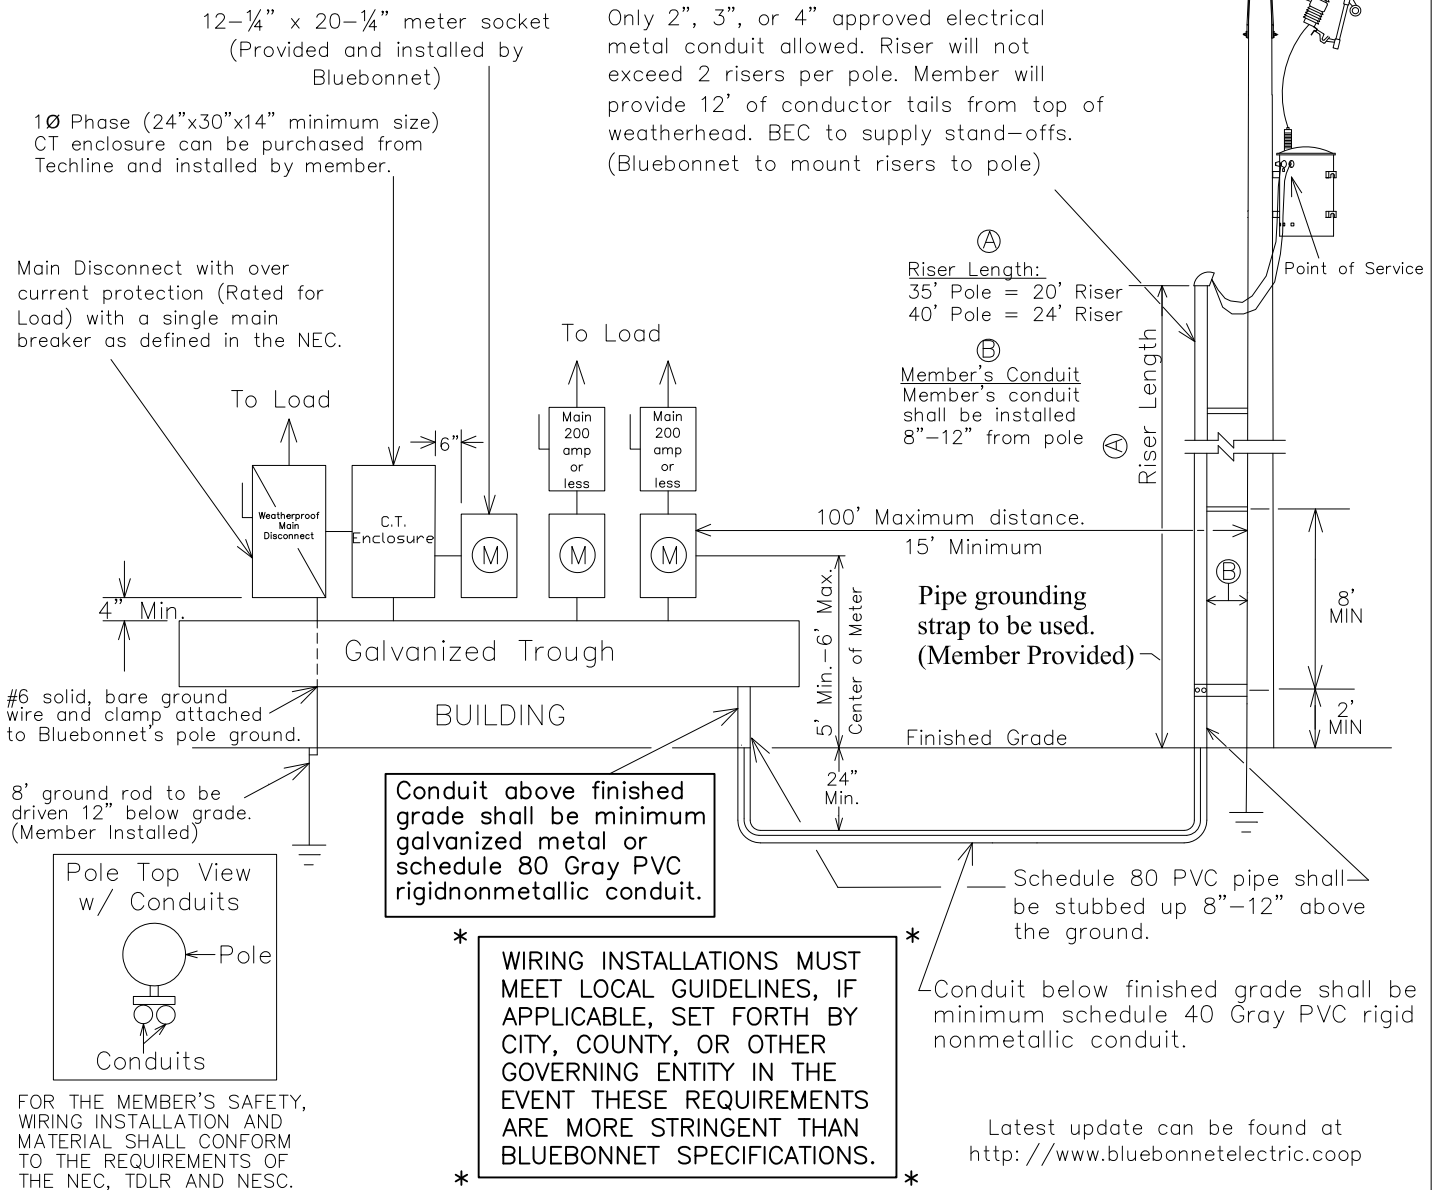 12-¼" x 20-¼" meter socket
(Provided and installed by
Bluebonnet)
Only 2", 3", or 4" approved electrical
metal conduit allowed. Riser will not
exceed 2 risers per pole. Member will
provide 12' of conductor tails from top of
weatherhead. BEC to supply stand-offs.
(Bluebonnet to mount risers to pole)
1Ø Phase (24"x30"x14" minimum size)
CT enclosure can be purchased from
Techline and installed by member.
Main Disconnect with over
current protection (Rated for
Load) with a single main
breaker as defined in the NEC.
A
Riser Length:
35' Pole = 20' Riser
40' Pole = 24' Riser
Point of Service
B
Member's Conduit
Member's conduit
shall be installed
8"-12" from pole
A
Riser Length
To Load
To Load
6"
Main
200
amp
or
less
Main
200
amp
or
less
Weatherproof
Main
Disconnect
C.T.
Enclosure
M
M
M
100' Maximum distance.
15' Minimum
B
8'
MIN
2'
MIN
4" Min.
Galvanized Trough
5' Min.-6' Max.
Center of Meter
Pipe grounding
strap to be used.
(Member Provided)
#6 solid, bare ground
wire and clamp attached
to Bluebonnet's pole ground.
BUILDING
Finished Grade
24"
Min.
8' ground rod to be
driven 12" below grade.
(Member Installed)
Conduit above finished
grade shall be minimum
galvanized metal or
schedule 80 Gray PVC
rigidnonmetallic conduit.
Pole Top View
w/ Conduits
Pole
Conduits
Schedule 80 PVC pipe shall
be stubbed up 8"-12" above
the ground.
Conduit below finished grade shall be
minimum schedule 40 Gray PVC rigid
nonmetallic conduit.
* *
WIRING INSTALLATIONS MUST
MEET LOCAL GUIDELINES, IF
APPLICABLE, SET FORTH BY
CITY, COUNTY, OR OTHER
GOVERNING ENTITY IN THE
EVENT THESE REQUIREMENTS
ARE MORE STRINGENT THAN
BLUEBONNET SPECIFICATIONS.
* *
FOR THE MEMBER'S SAFETY,
WIRING INSTALLATION AND
MATERIAL SHALL CONFORM
TO THE REQUIREMENTS OF
THE NEC, TDLR AND NESC.
Latest update can be found at
http://www.bluebonnetelectric.coop